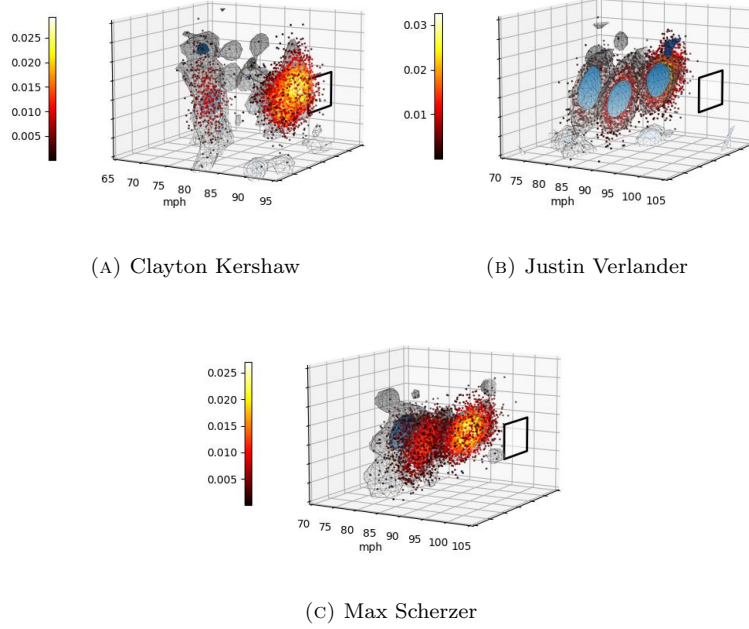 0.025
0.020
0.015
0.010
0.005
65 70 75 80 85 90 95
mph
(A) Clayton Kershaw
0.03
0.02
0.01
70 75 80 85 90 95 100 105
mph
(B) Justin Verlander
0.025
0.020
0.015
0.010
0.005
70 75 80 85 90 95 100 105
mph
(C) Max Scherzer